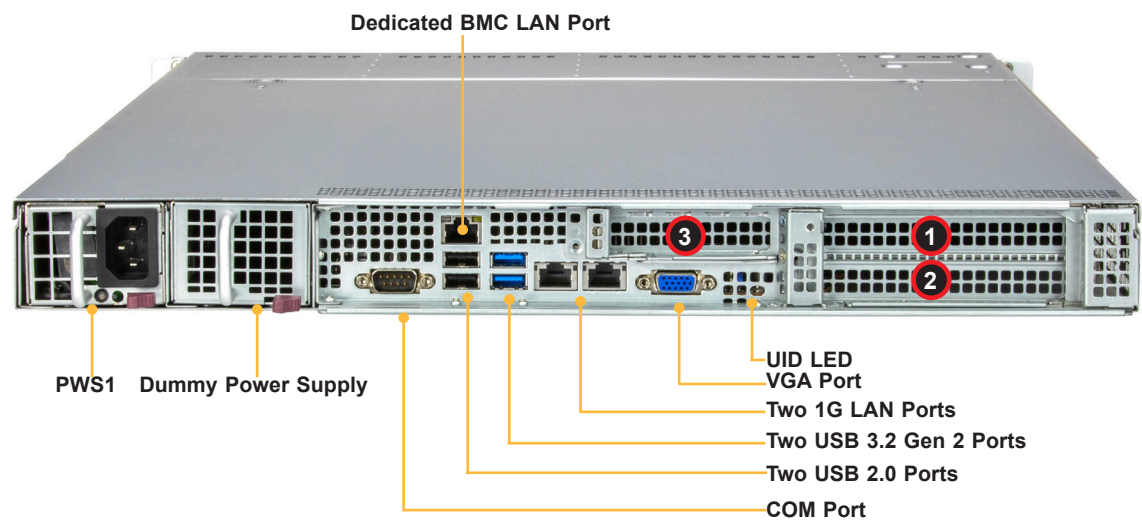 Dedicated BMC LAN Port
3
1
2
UID LED
PWS1 Dummy Power Supply
VGA Port
Two 1G LAN Ports
Two USB 3.2 Gen 2 Ports
Two USB 2.0 Ports
COM Port